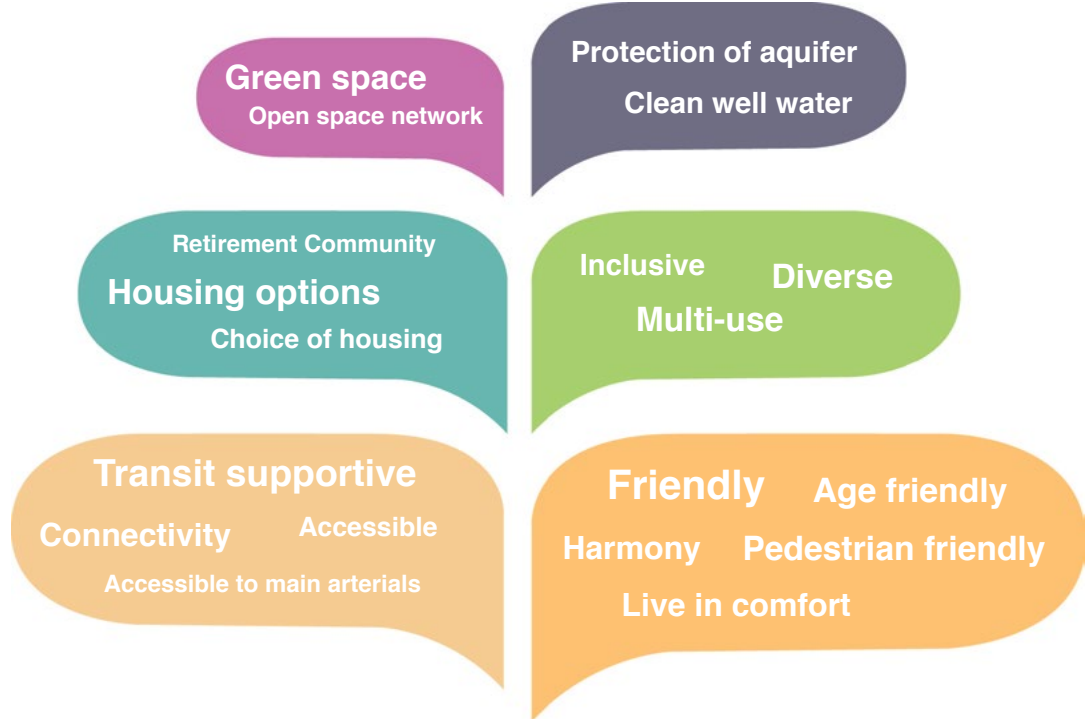 Green space
Open space network
Protection of aquifer
Clean well water
Retirement Community
Housing options
Choice of housing
Inclusive
Diverse
Multi-use
Transit supportive
Connectivity
Accessible
Accessible to main arterials
Friendly
Age friendly
Harmony
Pedestrian friendly
Live in comfort